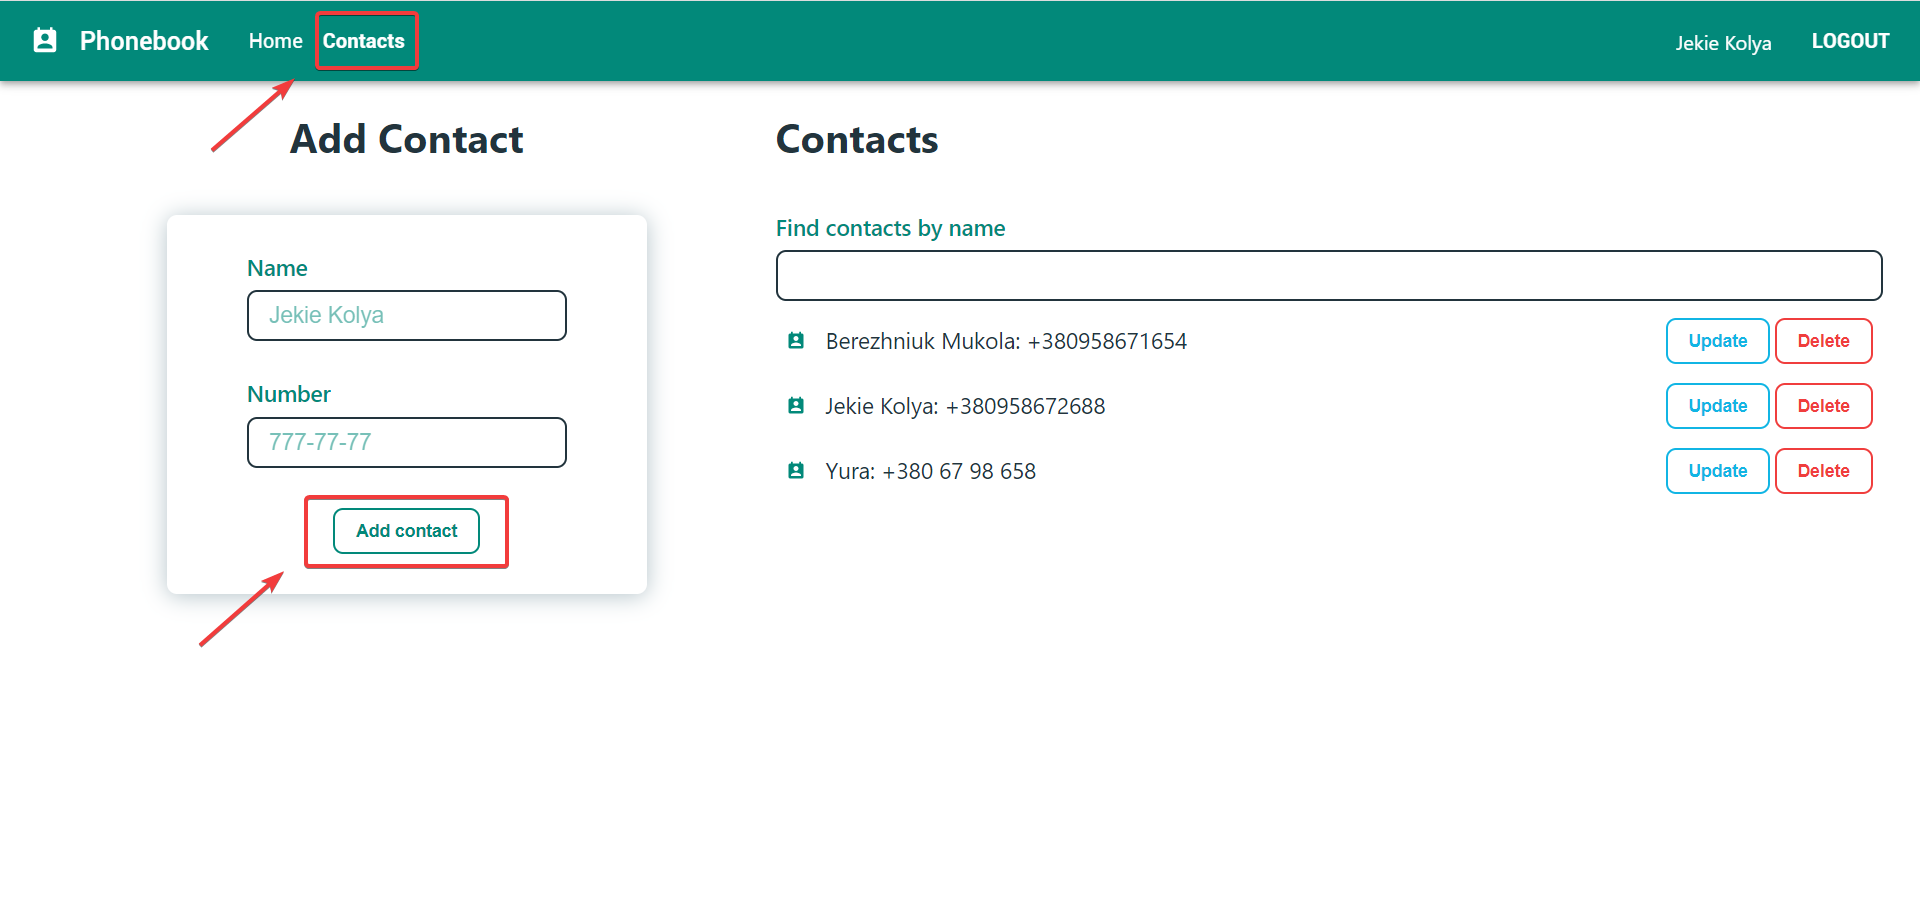 Phonebook Home Contacts Jekie Kolya LOGOUT
Add Contact
Name
Jekie Kolya
Number
777-77-77
Add contact
Contacts
Find contacts by name
Berezhniuk Mukola: +380958671654 Update Delete
Jekie Kolya: +380958672688 Update Delete
Yura: +380 67 98 658 Update Delete